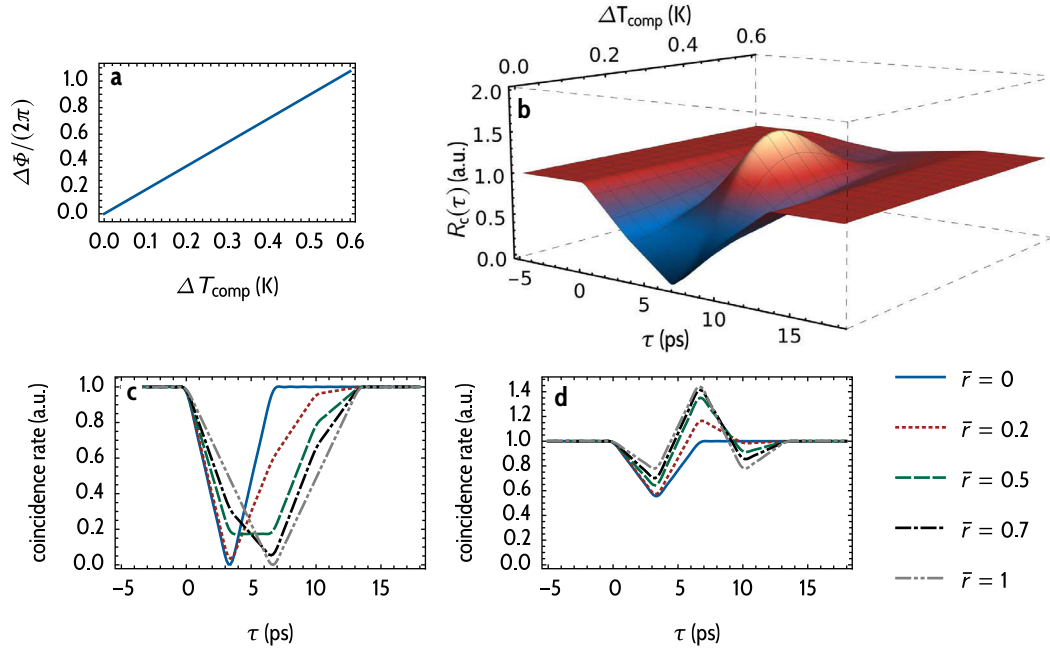 a
1.0
0.8
0.6
0.4
0.2
0.0
ΔΦ/(2π)
0.0 0.1 0.2 0.3 0.4 0.5 0.6
ΔT_comp (K)
b
ΔT_comp (K)
0.0 0.2 0.4 0.6
2.0
1.5
1.0
0.5
0.0
R_c(τ) (a.u.)
−5 0 5 10 15
τ (ps)
c
1.0
0.8
0.6
0.4
0.2
0.0
coincidence rate (a.u.)
−5 0 5 10 15
τ (ps)
d
1.4
1.2
1.0
0.8
0.6
0.4
0.2
0.0
coincidence rate (a.u.)
−5 0 5 10 15
τ (ps)
r̄ = 0
r̄ = 0.2
r̄ = 0.5
r̄ = 0.7
r̄ = 1